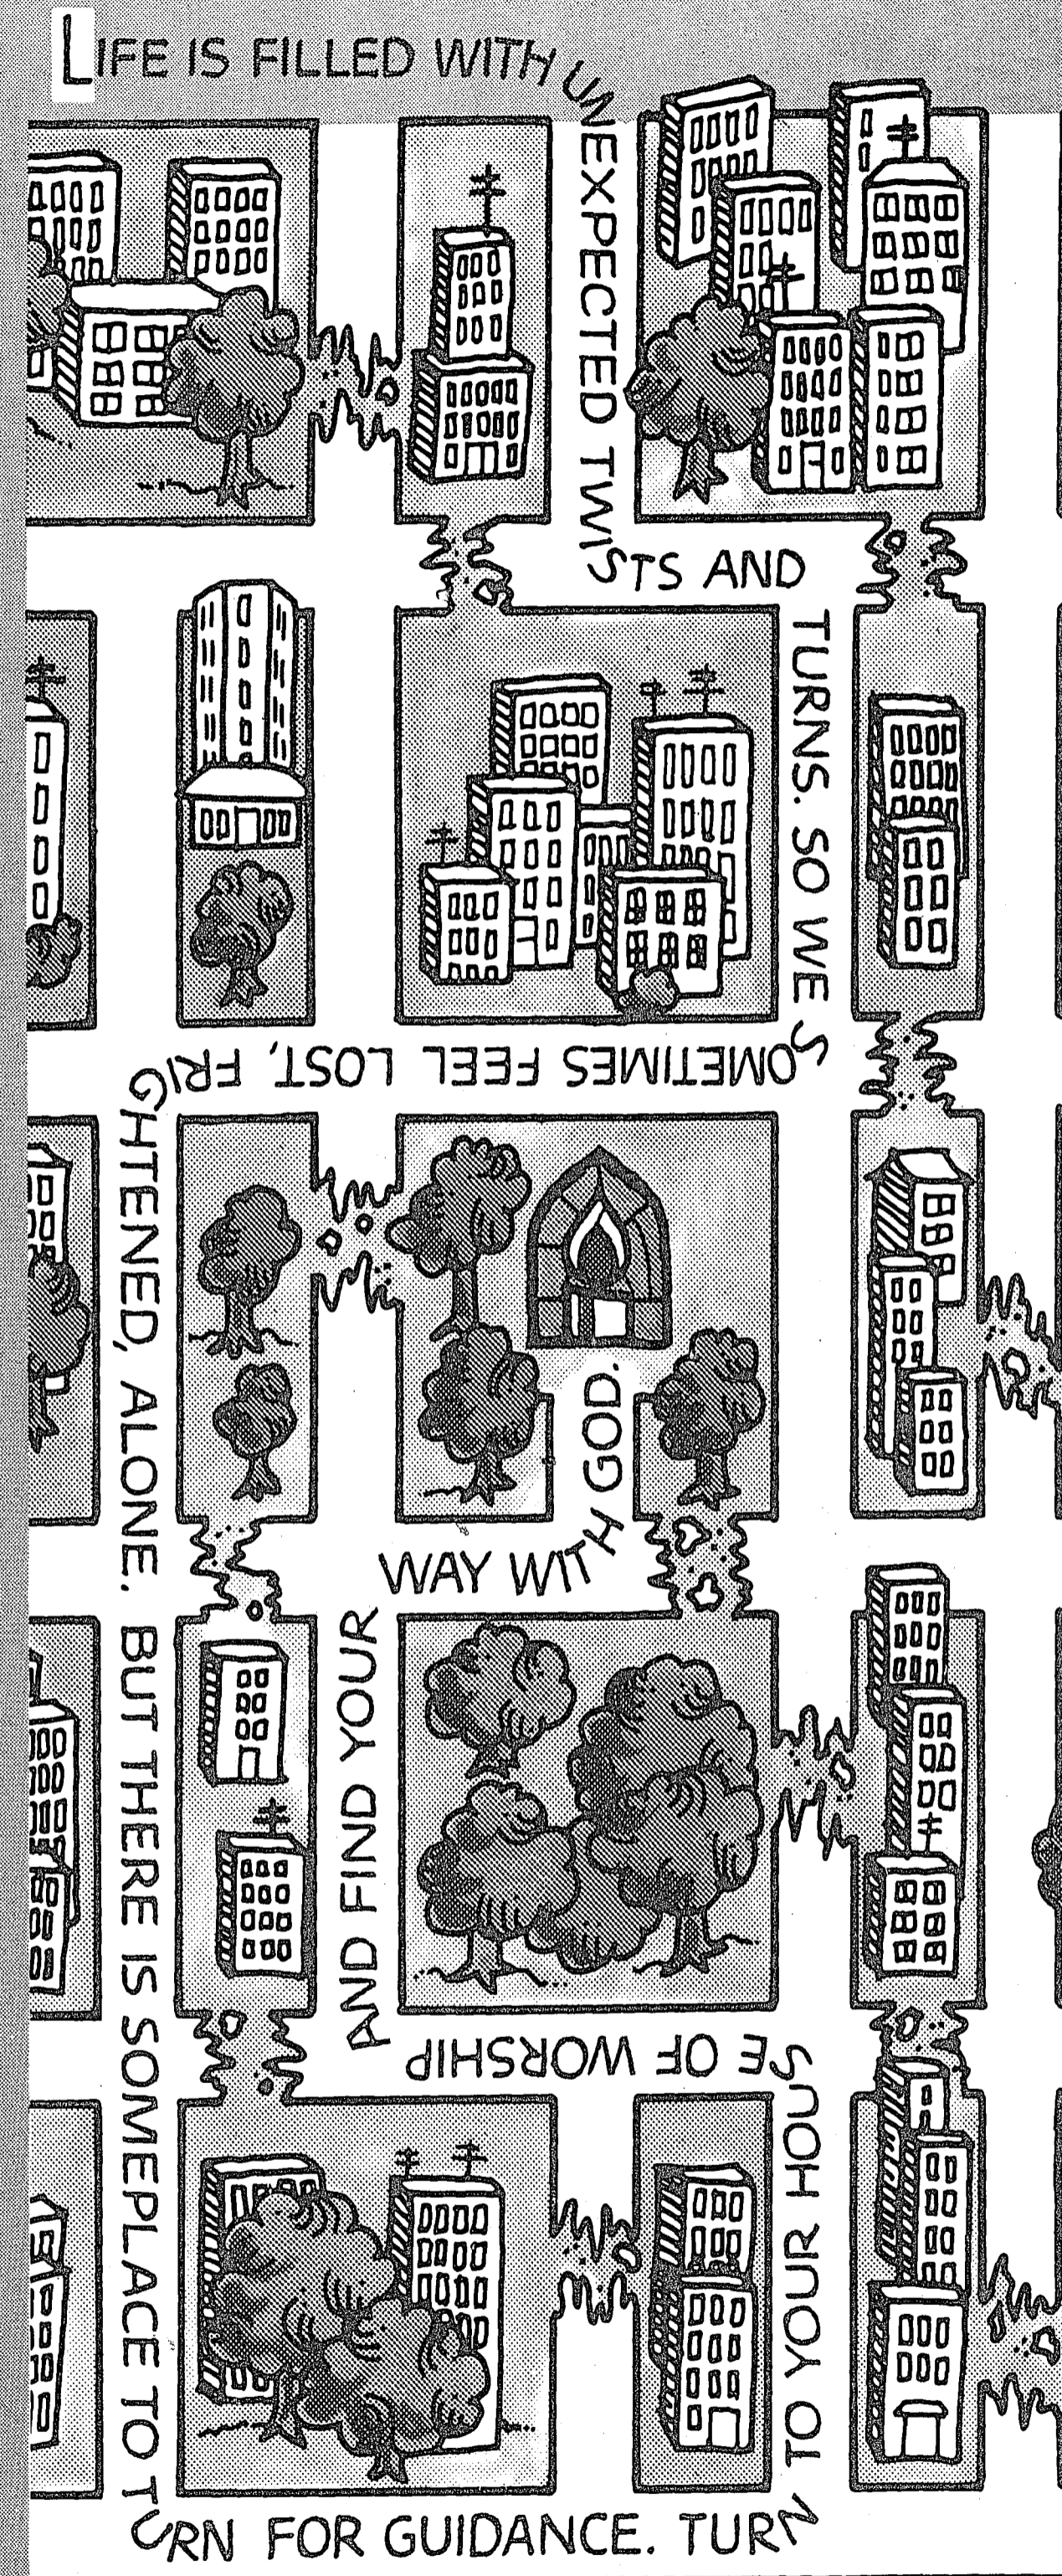 LIFE IS FILLED WITH UNEXPECTED TWISTS AND
TURNS. SO WE SOMETIMES FEEL LOST, FRIGHTENED, ALONE. BUT THERE IS SOMEPLACE TO TURN FOR GUIDANCE. TURN TO YOUR HOUSE OF WORSHIP
AND FIND YOUR
WAY WITH GOD.